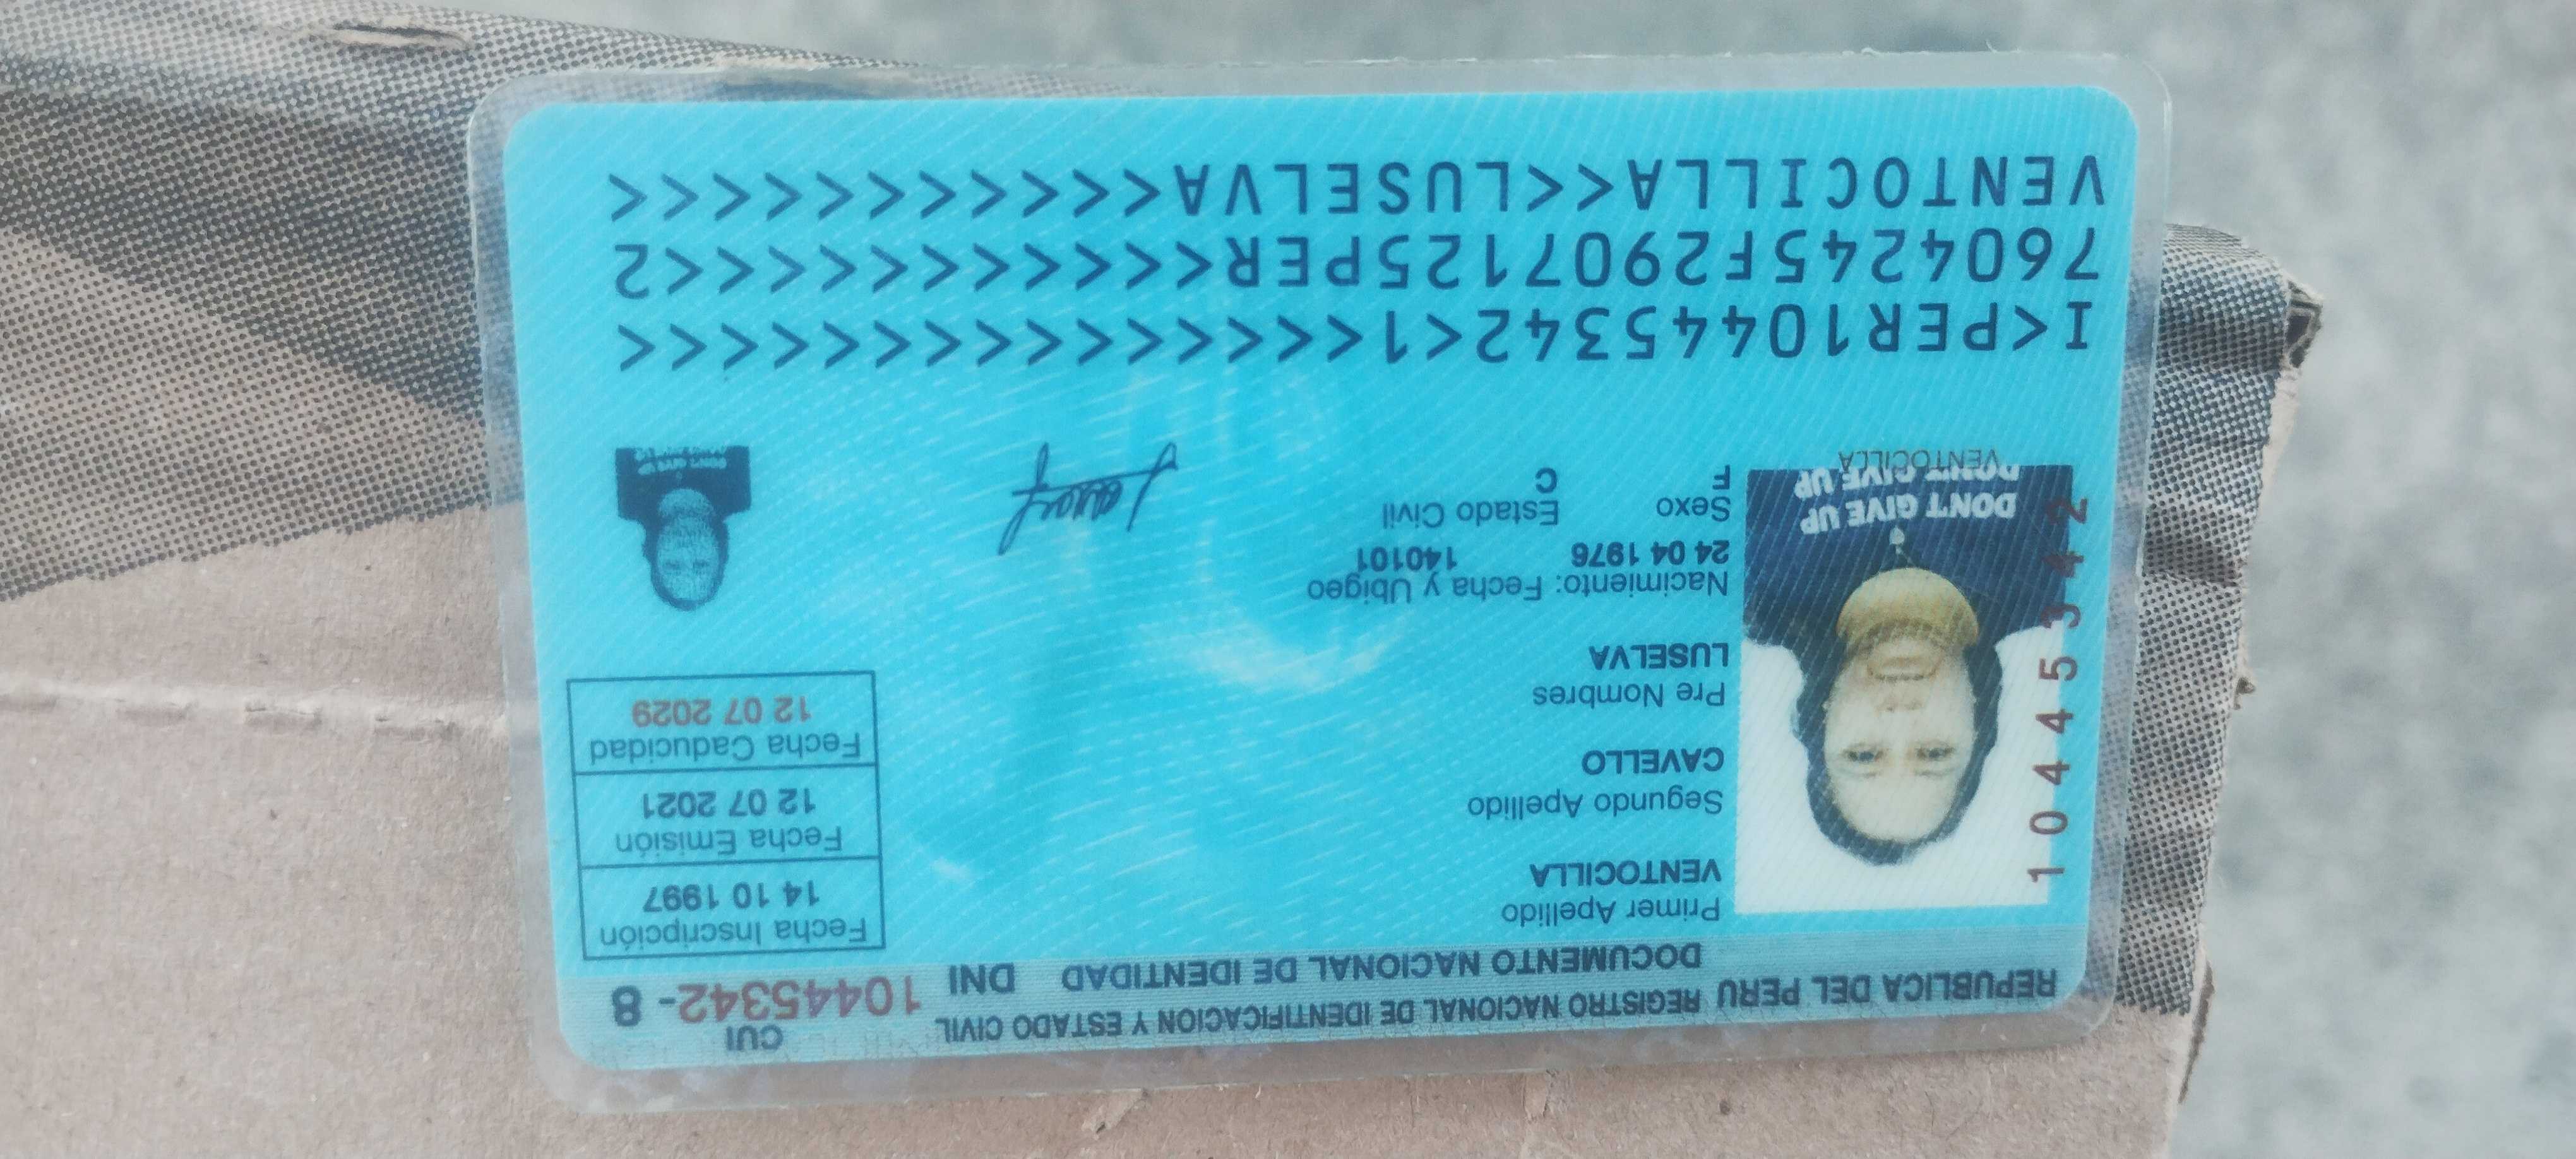 REPUBLICA DEL PERU REGISTRO NACIONAL DE IDENTIFICACION Y ESTADO CIVIL
DOCUMENTO NACIONAL DE IDENTIDAD DNI
CUI
10445342- 8
Primer Apellido
VENTOCILLA
Segundo Apellido
CAVELLO
Pre Nombres
LUSELVA
Nacimiento: Fecha y Ubigeo
24 04 1976 140101
Sexo Estado Civil
F C
Fecha Inscripción
14 10 1997
Fecha Emisión
12 07 2021
Fecha Caducidad
12 07 2029
10445342
DON'T GIVE UP
DON'T GIVE UP
VENTOCILLA
I<PER10445342<1<<<<<<<<<<<<<<<
7604245F2907125PER<<<<<<<<<<<2
VENTOCILLA<<LUSELVA<<<<<<<<<<<